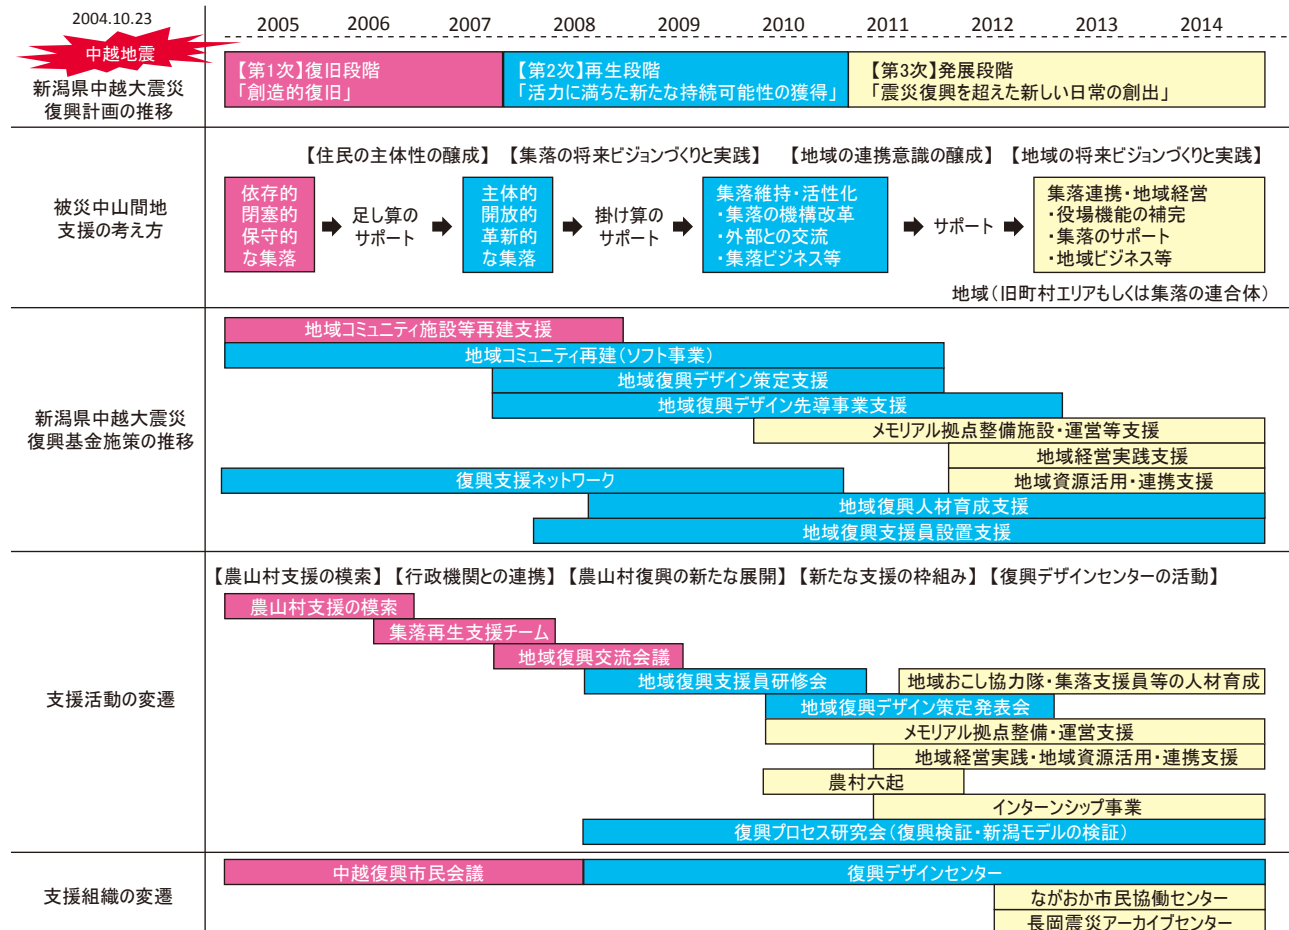 2004.10.23
2005 2006 2007 2008 2009 2010 2011 2012 2013 2014
中越地震
新潟県中越大震災
復興計画の推移
【第1次】復旧段階
「創造的復旧」
【第2次】再生段階
「活力に満ちた新たな持続可能性の獲得」
【第3次】発展段階
「震災復興を超えた新しい日常の創出」
被災中山間地
支援の考え方
【住民の主体性の醸成】 【集落の将来ビジョンづくりと実践】 【地域の連携意識の醸成】 【地域の将来ビジョンづくりと実践】
依存的
閉塞的
保守的
な集落
足し算の
サポート
主体的
開放的
革新的
な集落
掛け算の
サポート
集落維持・活性化
・集落の機構改革
・外部との交流
・集落ビジネス等
サポート
集落連携・地域経営
・役場機能の補完
・集落のサポート
・地域ビジネス等
地域（旧町村エリアもしくは集落の連合体）
新潟県中越大震災
復興基金施策の推移
地域コミュニティ施設等再建支援
地域コミュニティ再建（ソフト事業）
地域復興デザイン策定支援
地域復興デザイン先導事業支援
メモリアル拠点整備施設・運営等支援
地域経営実践支援
復興支援ネットワーク
地域資源活用・連携支援
地域復興人材育成支援
地域復興支援員設置支援
支援活動の変遷
【農山村支援の模索】 【行政機関との連携】 【農山村復興の新たな展開】 【新たな支援の枠組み】 【復興デザインセンターの活動】
農山村支援の模索
集落再生支援チーム
地域復興交流会議
地域復興支援員研修会
地域おこし協力隊・集落支援員等の人材育成
地域復興デザイン策定発表会
メモリアル拠点整備・運営支援
地域経営実践・地域資源活用・連携支援
農村六起
インターンシップ事業
復興プロセス研究会（復興検証・新潟モデルの検証）
支援組織の変遷
中越復興市民会議
復興デザインセンター
ながおか市民協働センター
長岡震災アーカイブセンター